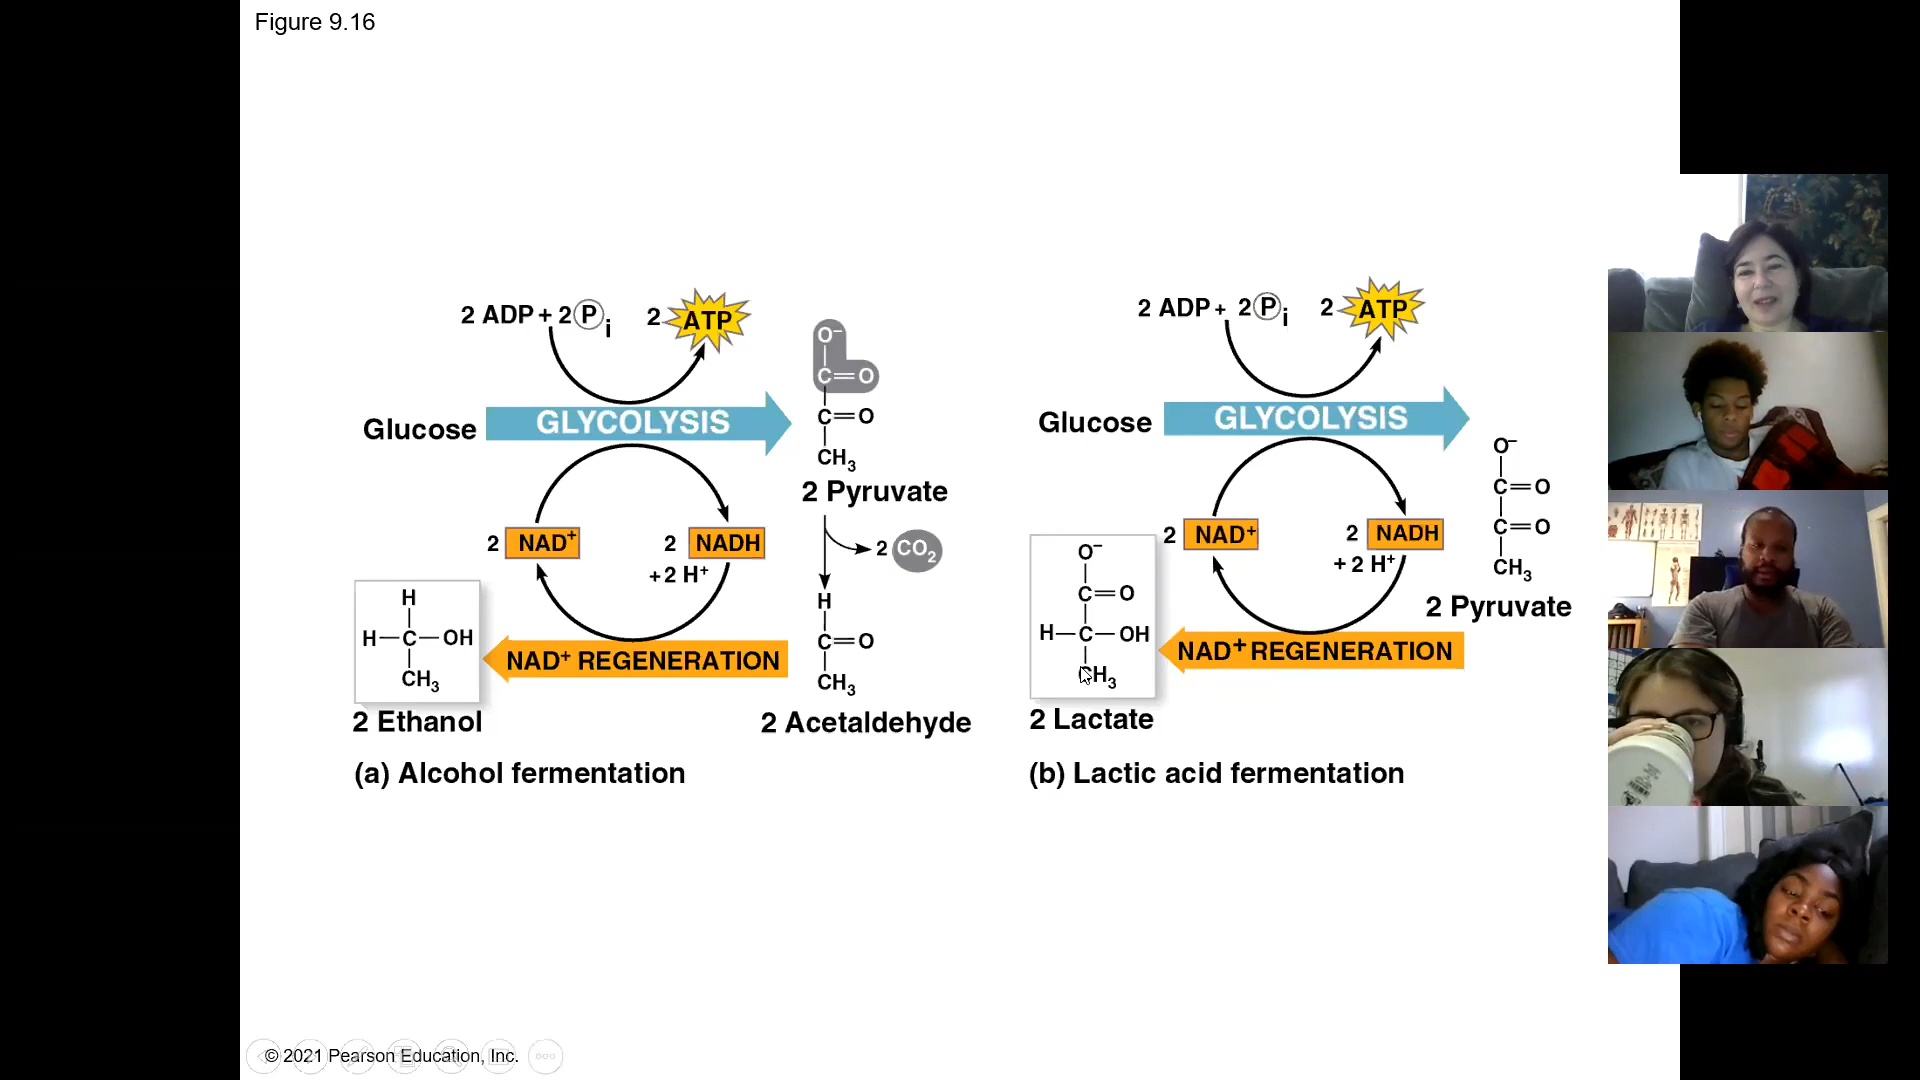 Figure 9.16
2 ADP + 2 P i
2 ATP
O⁻
C=O
C=O
CH₃
Glucose
GLYCOLYSIS
2 Pyruvate
2 NAD⁺
2 NADH
+ 2 H⁺
2 CO₂
H
C=O
CH₃
H
H—C—OH
CH₃
NAD⁺ REGENERATION
2 Ethanol
2 Acetaldehyde
(a) Alcohol fermentation
2 ADP + 2 P i
2 ATP
Glucose
GLYCOLYSIS
O⁻
C=O
C=O
CH₃
2 Pyruvate
2 NAD⁺
2 NADH
+ 2 H⁺
O⁻
C=O
H—C—OH
CH₃
NAD⁺ REGENERATION
2 Lactate
(b) Lactic acid fermentation
© 2021 Pearson Education, Inc.